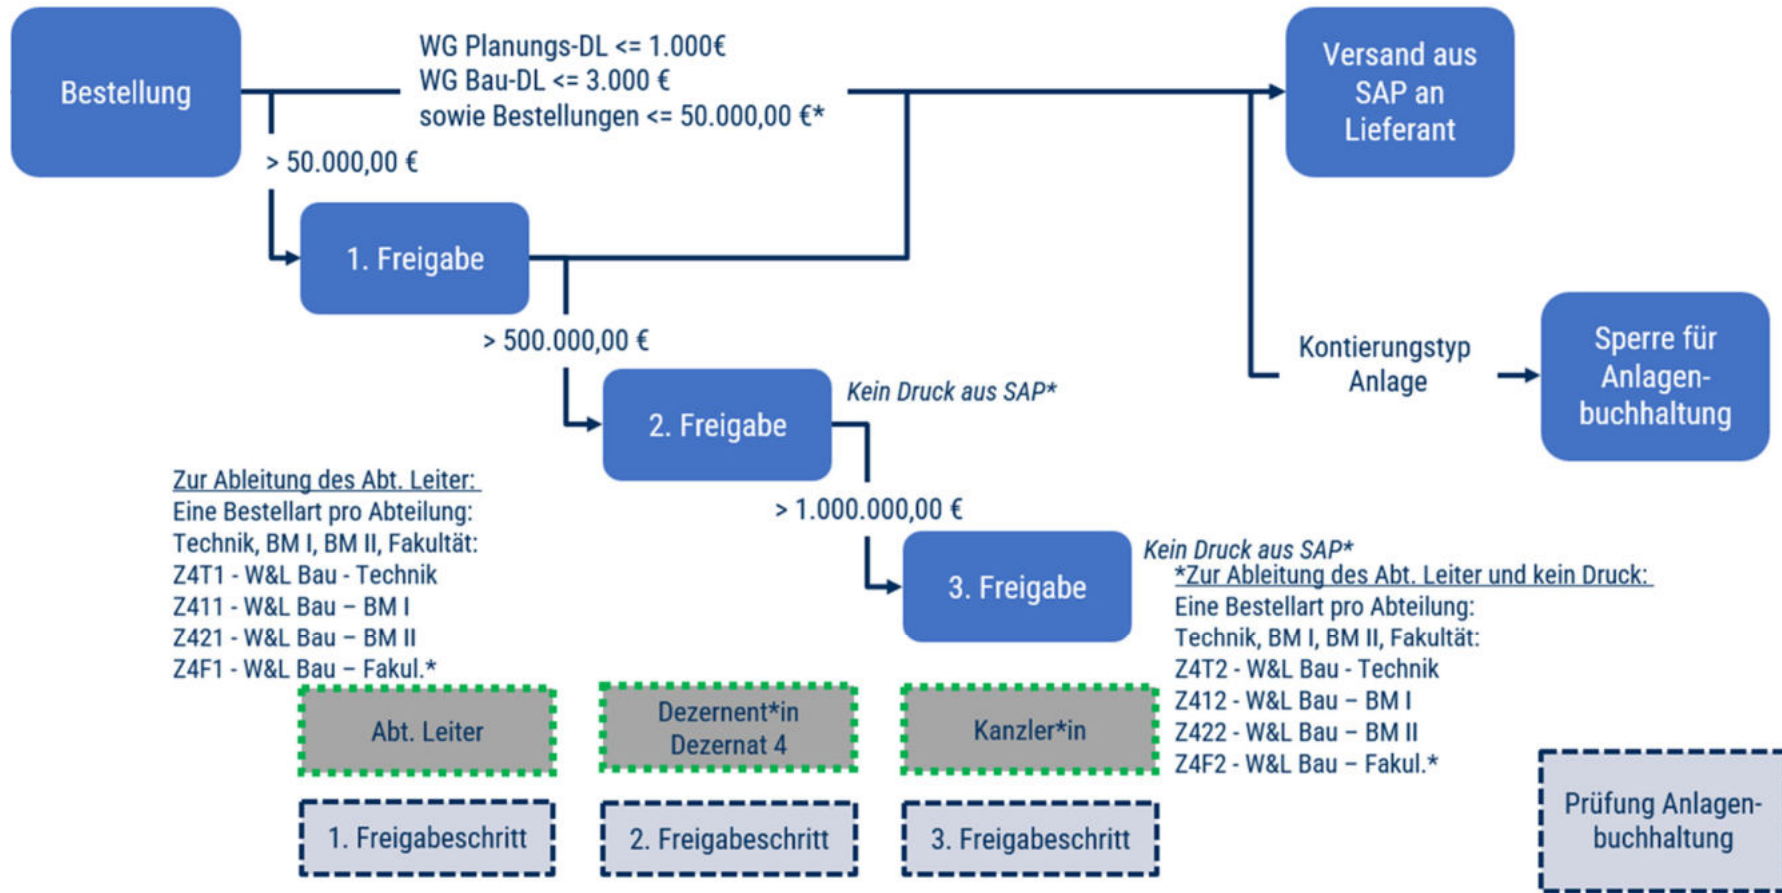 Bestellung
WG Planungs-DL <= 1.000€
WG Bau-DL <= 3.000 €
sowie Bestellungen <= 50.000,00 €*
Versand aus
SAP an
Lieferant
> 50.000,00 €
1. Freigabe
> 500.000,00 €
Kontierungstyp
Anlage
Sperre für
Anlagen-
buchhaltung
2. Freigabe
Kein Druck aus SAP*
> 1.000.000,00 €
3. Freigabe
Kein Druck aus SAP*
Zur Ableitung des Abt. Leiter:
Eine Bestellart pro Abteilung:
Technik, BM I, BM II, Fakultät:
Z4T1 - W&L Bau - Technik
Z411 - W&L Bau – BM I
Z421 - W&L Bau – BM II
Z4F1 - W&L Bau – Fakul.*
*Zur Ableitung des Abt. Leiter und kein Druck:
Eine Bestellart pro Abteilung:
Technik, BM I, BM II, Fakultät:
Z4T2 - W&L Bau - Technik
Z412 - W&L Bau – BM I
Z422 - W&L Bau – BM II
Z4F2 - W&L Bau – Fakul.*
Abt. Leiter
Dezernent*in
Dezernat 4
Kanzler*in
1. Freigabeschritt
2. Freigabeschritt
3. Freigabeschritt
Prüfung Anlagen-
buchhaltung